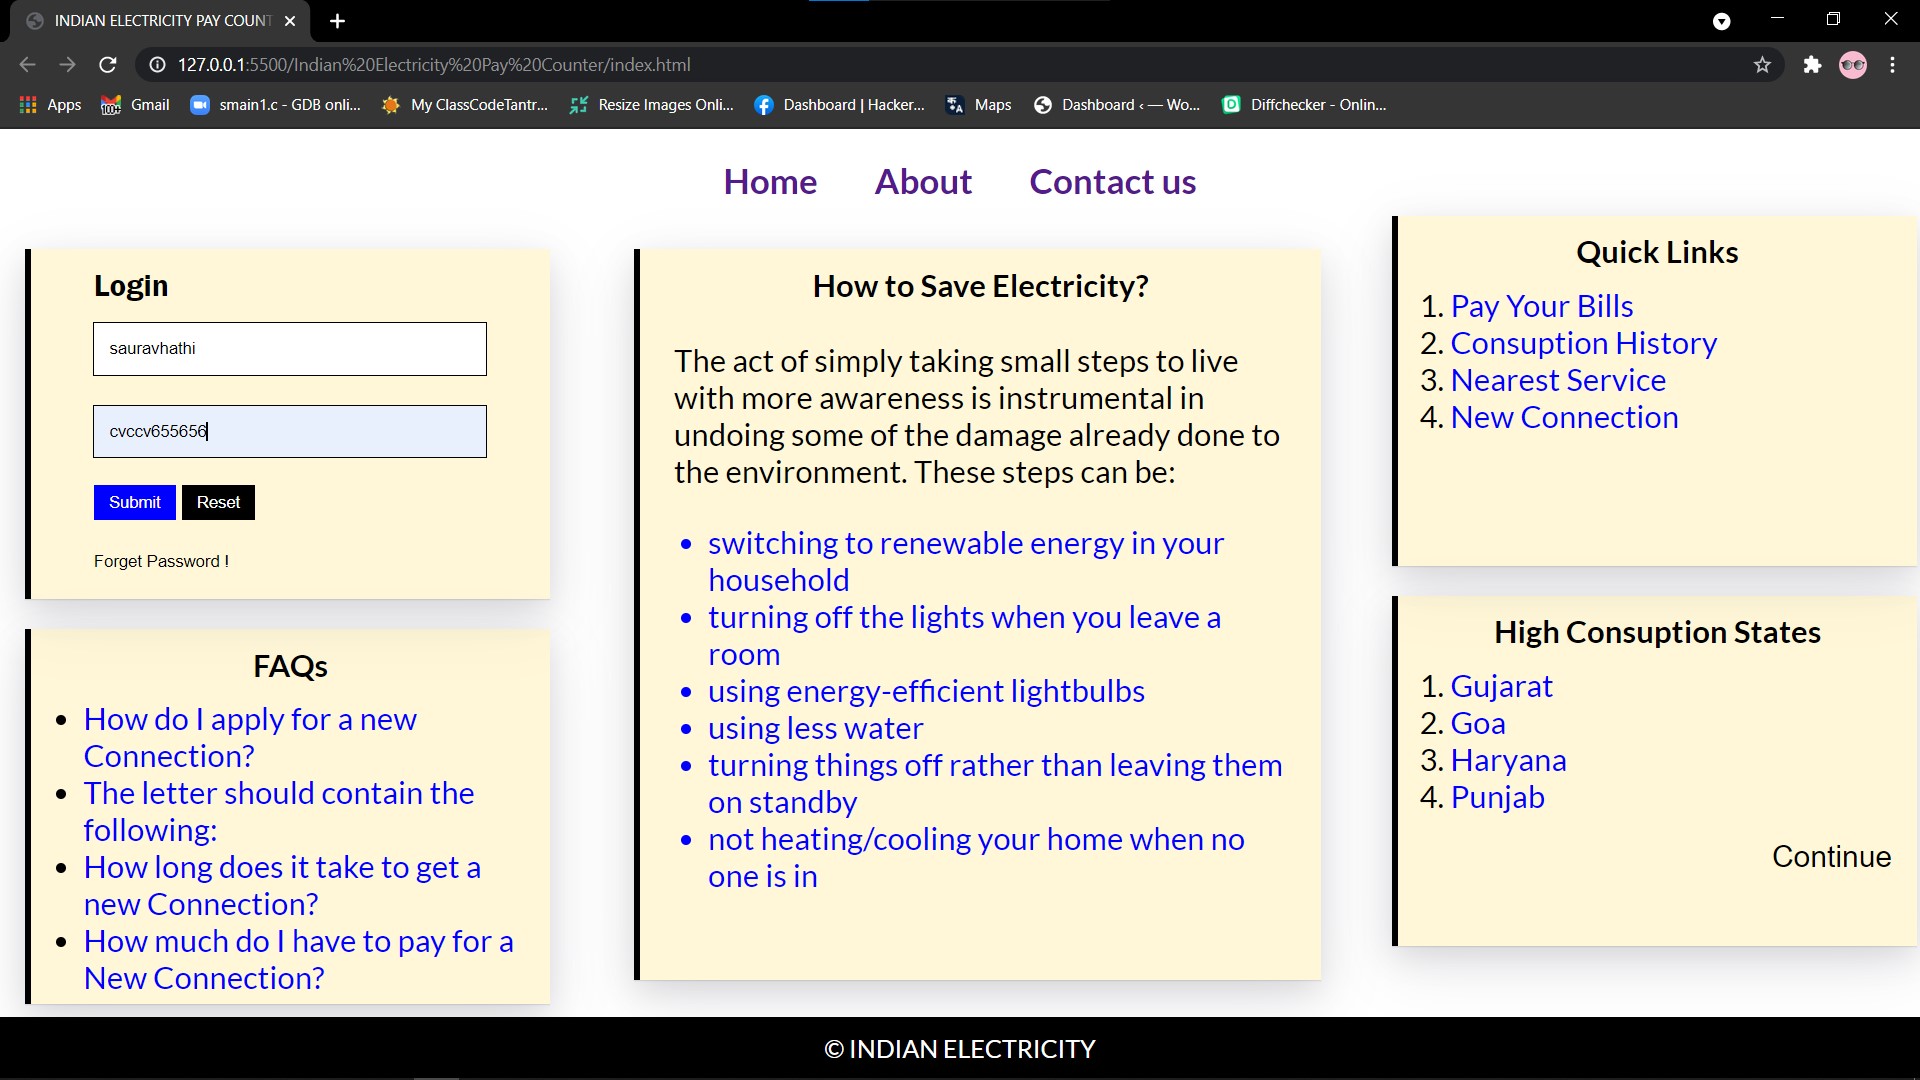 INDIAN ELECTRICITY PAY COUNT
127.0.0.1:5500/Indian%20Electricity%20Pay%20Counter/index.html
Apps
100+
Gmail
smain1.c - GDB onli...
My ClassCodeTantr...
Resize Images Onli...
Dashboard | Hacker...
Maps
Dashboard ‹ — Wo...
Diffchecker - Onlin...
Home
About
Contact us
Login
sauravhathi
cvccv655656
Submit
Reset
Forget Password !
FAQs
How do I apply for a new
Connection?
The letter should contain the
following:
How long does it take to get a
new Connection?
How much do I have to pay for a
New Connection?
How to Save Electricity?
The act of simply taking small steps to live
with more awareness is instrumental in
undoing some of the damage already done to
the environment. These steps can be:
switching to renewable energy in your
household
turning off the lights when you leave a
room
using energy-efficient lightbulbs
using less water
turning things off rather than leaving them
on standby
not heating/cooling your home when no
one is in
Quick Links
1. Pay Your Bills
2. Consuption History
3. Nearest Service
4. New Connection
High Consuption States
1. Gujarat
2. Goa
3. Haryana
4. Punjab
Continue
© INDIAN ELECTRICITY